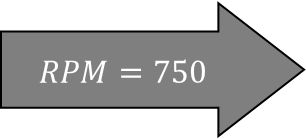 RPM = 750